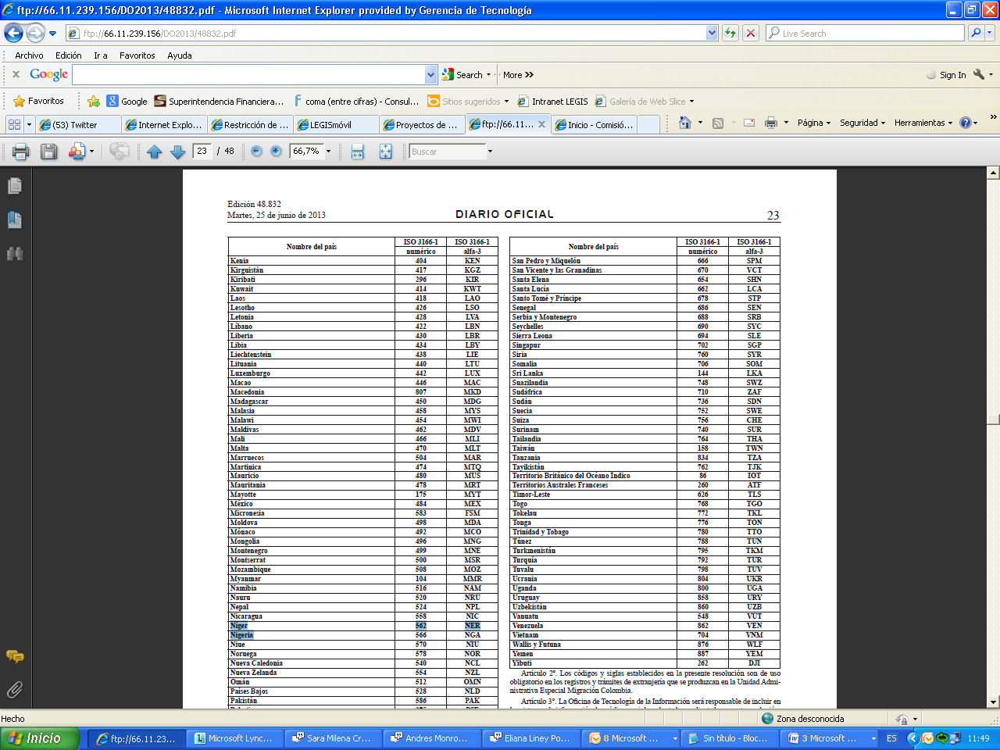 ftp://66.11.239.156/DO2013/48832.pdf - Microsoft Internet Explorer provided by Gerencia de Tecnología
ftp://66.11.239.156/DO2013/48832.pdf Live Search
Archivo Edición Ir a Favoritos Ayuda
x Google Search More » Sign In
Favoritos Google Superintendencia Financiera... coma (entre cifras) - Consul... Sitios sugeridos Intranet LEGIS Galería de Web Slice
(53) Twitter Internet Explo... Restricción de ... LEGISmóvil Proyectos de ... ftp://66.11.... Inicio - Comisió... Página Seguridad Herramientas
23 / 48 66,7% Buscar
Edición 48.832
Martes, 25 de junio de 2013 DIARIO OFICIAL 23
Nombre del país ISO 3166-1 numérico ISO 3166-1 alfa-3
Kenia 404 KEN
Kirguistán 417 KGZ
Kiribati 296 KIR
Kuwait 414 KWT
Laos 418 LAO
Lesotho 426 LSO
Letonia 428 LVA
Líbano 422 LBN
Liberia 430 LBR
Libia 434 LBY
Liechtenstein 438 LIE
Lituania 440 LTU
Luxemburgo 442 LUX
Macao 446 MAC
Macedonia 807 MKD
Madagascar 450 MDG
Malasia 458 MYS
Malawi 454 MWI
Maldivas 462 MDV
Mali 466 MLI
Malta 470 MLT
Marruecos 504 MAR
Martinica 474 MTQ
Mauricio 480 MUS
Mauritania 478 MRT
Mayotte 175 MYT
México 484 MEX
Micronesia 583 FSM
Moldova 498 MDA
Mónaco 492 MCO
Mongolia 496 MNG
Montenegro 499 MNE
Montserrat 500 MSR
Mozambique 508 MOZ
Myanmar 104 MMR
Namibia 516 NAM
Nauru 520 NRU
Nepal 524 NPL
Nicaragua 558 NIC
Níger 562 NER
Nigeria 566 NGA
Niue 570 NIU
Noruega 578 NOR
Nueva Caledonia 540 NCL
Nueva Zelanda 554 NZL
Omán 512 OMN
Países Bajos 528 NLD
Pakistán 586 PAK
Nombre del país ISO 3166-1 numérico ISO 3166-1 alfa-3
San Pedro y Miquelón 666 SPM
San Vicente y las Granadinas 670 VCT
Santa Elena 654 SHN
Santa Lucía 662 LCA
Santo Tomé y Príncipe 678 STP
Senegal 686 SEN
Serbia y Montenegro 688 SRB
Seychelles 690 SYC
Sierra Leona 694 SLE
Singapur 702 SGP
Siria 760 SYR
Somalia 706 SOM
Sri Lanka 144 LKA
Suazilandia 748 SWZ
Sudáfrica 710 ZAF
Sudán 736 SDN
Suecia 752 SWE
Suiza 756 CHE
Surinam 740 SUR
Tailandia 764 THA
Taiwán 158 TWN
Tanzania 834 TZA
Tayikistán 762 TJK
Territorio Británico del Océano Índico 86 IOT
Territorios Australes Franceses 260 ATF
Timor-Leste 626 TLS
Togo 768 TGO
Tokelau 772 TKL
Tonga 776 TON
Trinidad y Tobago 780 TTO
Túnez 788 TUN
Turkmenistán 795 TKM
Turquía 792 TUR
Tuvalu 798 TUV
Ucrania 804 UKR
Uganda 800 UGA
Uruguay 858 URY
Uzbekistán 860 UZB
Vanuatu 548 VUT
Venezuela 862 VEN
Vietnam 704 VNM
Wallis y Futuna 876 WLF
Yemen 887 YEM
Yibuti 262 DJI
Artículo 2°. Los códigos y siglas establecidos en la presente resolución son de uso
obligatorio en los registros y trámites de extranjería que se produzcan en la Unidad Admi-
nistrativa Especial Migración Colombia.
Artículo 3°. La Oficina de Tecnología de la Información será responsable de incluir en
Hecho Zona desconocida
Inicio ftp://66.11.23... Microsoft Lync... Sara Milena Cr... Andres Monro... Eliana Liney Po... 8 Microsoft ... Sin título - Bloc... 3 Microsoft ... ES 11:49